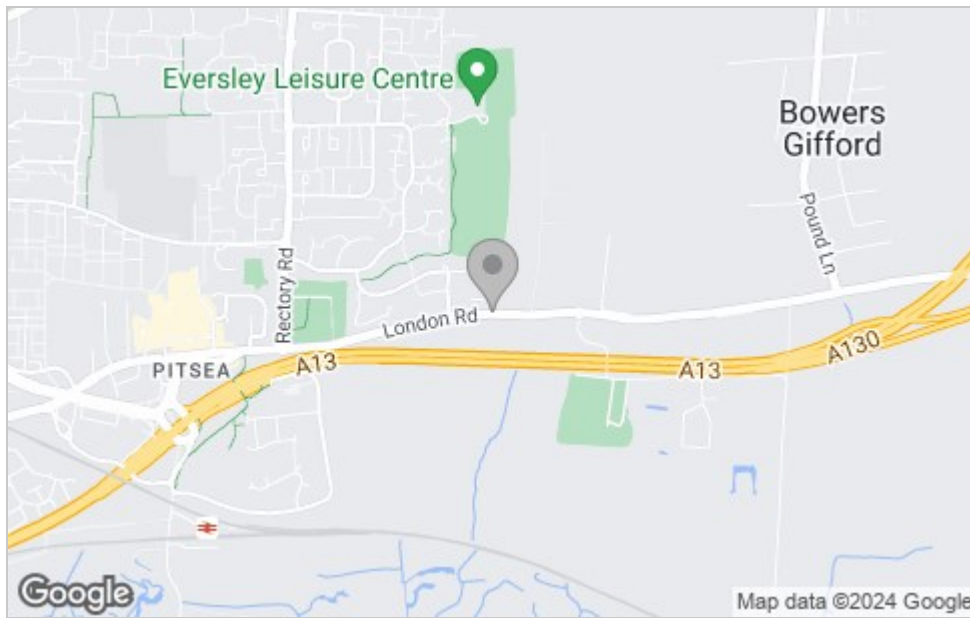 Eversley Leisure Centre
Bowers
Gifford
Pound Ln
Rectory Rd
London Rd
A13
A13
A130
PITSEA
Google
Map data ©2024 Google